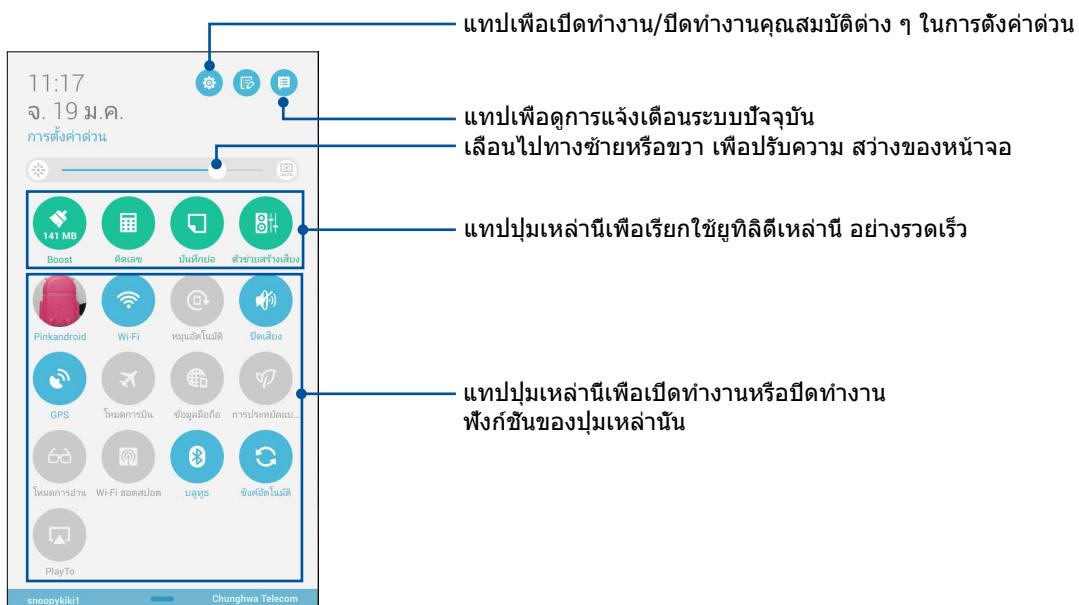 แทปเพื่อเปิดทำงาน/ปิดทำงานคุณสมบัติต่าง ๆ ในการตั้งค่าด่วน
11:17
จ. 19 ม.ค.
การตั้งค่าด่วน
แทปเพื่อดูการแจ้งเตือนระบบปัจจุบัน
เลื่อนไปทางซ้ายหรือขวา เพื่อปรับความ สว่างของหน้าจอ
AUTO
141 MB
Boost คิดเลข บันทึกย่อ ตัวช่วยสร้างเสียง
แทปปุ่มเหล่านี้เพื่อเรียกใช้ยูทิลิตี้เหล่านี้ อย่างรวดเร็ว
Pinkandroid Wi-Fi หมุนอัตโนมัติ ปิดเสียง
GPS โหมดการบิน ข้อมูลมือถือ การประหยัดแบ...
แทปปุ่มเหล่านี้เพื่อเปิดทำงานหรือปิดทำงาน
ฟังก์ชั่นของปุ่มเหล่านั้น
โหมดการอ่าน Wi-Fi ฮอตสปอต บลูทูธ ซิงค์อัตโนมัติ
PlayTo
snoopykiki1 Chunghwa Telecom